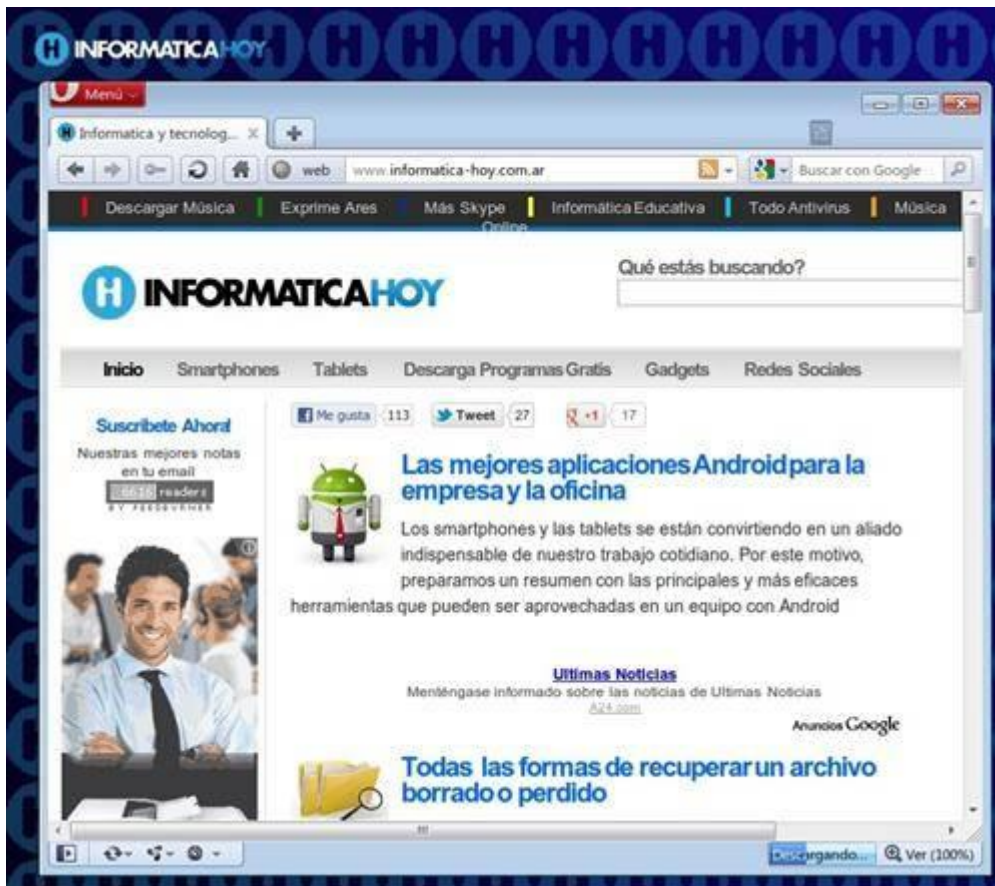 INFORMATICAHOY
Menú
Informatica y tecnolog...
web www.informatica-hoy.com.ar Buscar con Google
Descargar Música Exprime Ares Más Skype Informática Educativa Todo Antivirus Música
Online
INFORMATICAHOY
Qué estás buscando?
Inicio Smartphones Tablets Descarga Programas Gratis Gadgets Redes Sociales
Me gusta 113 Tweet 27 +1 17
Suscribete Ahora!
Nuestras mejores notas
en tu email
6616 readers
BY FEEDBURNER
Las mejores aplicaciones Android para la
empresa y la oficina
Los smartphones y las tablets se están convirtiendo en un aliado
indispensable de nuestro trabajo cotidiano. Por este motivo,
preparamos un resumen con las principales y más eficaces
herramientas que pueden ser aprovechadas en un equipo con Android
Ultimas Noticias
Menténgase informado sobre las noticias de Ultimas Noticias
A24.com
Anuncios Google
Todas las formas de recuperar un archivo
borrado o perdido
Descargando... Ver (100%)